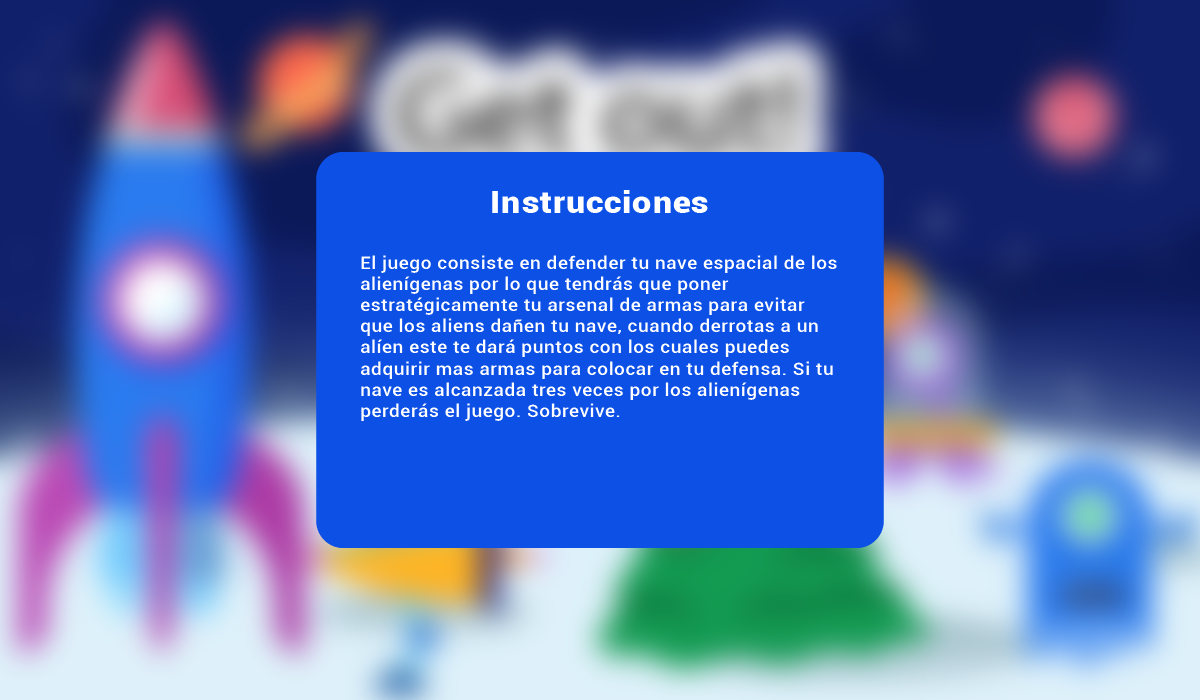 Get out!
Instrucciones
El juego consiste en defender tu nave espacial de los
alienígenas por lo que tendrás que poner
estratégicamente tu arsenal de armas para evitar
que los aliens dañen tu nave, cuando derrotas a un
alíen este te dará puntos con los cuales puedes
adquirir mas armas para colocar en tu defensa. Si tu
nave es alcanzada tres veces por los alienígenas
perderás el juego. Sobrevive.